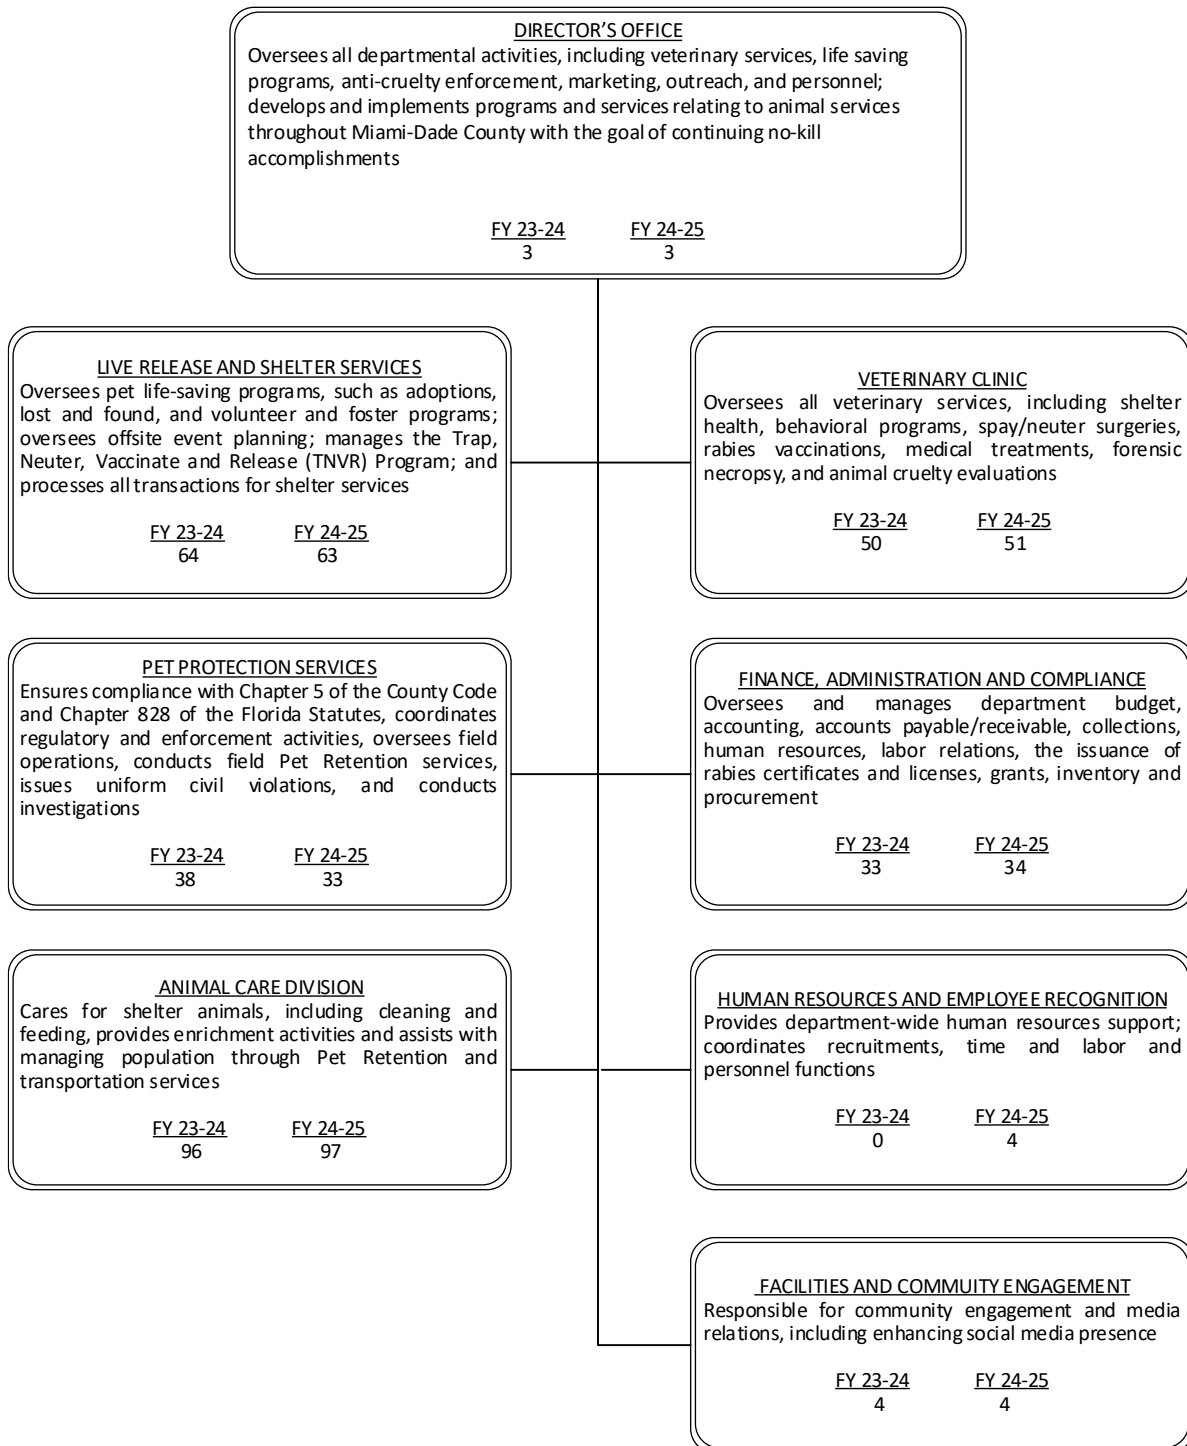 DIRECTOR'S OFFICE
Oversees all departmental activities, including veterinary services, life saving
programs, anti-cruelty enforcement, marketing, outreach, and personnel;
develops and implements programs and services relating to animal services
throughout Miami-Dade County with the goal of continuing no-kill
accomplishments
FY 23-24 FY 24-25
3 3
LIVE RELEASE AND SHELTER SERVICES
Oversees pet life-saving programs, such as adoptions,
lost and found, and volunteer and foster programs;
oversees offsite event planning; manages the Trap,
Neuter, Vaccinate and Release (TNVR) Program; and
processes all transactions for shelter services
FY 23-24 FY 24-25
64 63
VETERINARY CLINIC
Oversees all veterinary services, including shelter
health, behavioral programs, spay/neuter surgeries,
rabies vaccinations, medical treatments, forensic
necropsy, and animal cruelty evaluations
FY 23-24 FY 24-25
50 51
PET PROTECTION SERVICES
Ensures compliance with Chapter 5 of the County Code
and Chapter 828 of the Florida Statutes, coordinates
regulatory and enforcement activities, oversees field
operations, conducts field Pet Retention services,
issues uniform civil violations, and conducts
investigations
FY 23-24 FY 24-25
38 33
FINANCE, ADMINISTRATION AND COMPLIANCE
Oversees and manages department budget,
accounting, accounts payable/receivable, collections,
human resources, labor relations, the issuance of
rabies certificates and licenses, grants, inventory and
procurement
FY 23-24 FY 24-25
33 34
ANIMAL CARE DIVISION
Cares for shelter animals, including cleaning and
feeding, provides enrichment activities and assists with
managing population through Pet Retention and
transportation services
FY 23-24 FY 24-25
96 97
HUMAN RESOURCES AND EMPLOYEE RECOGNITION
Provides department-wide human resources support;
coordinates recruitments, time and labor and
personnel functions
FY 23-24 FY 24-25
0 4
FACILITIES AND COMMUITY ENGAGEMENT
Responsible for community engagement and media
relations, including enhancing social media presence
FY 23-24 FY 24-25
4 4